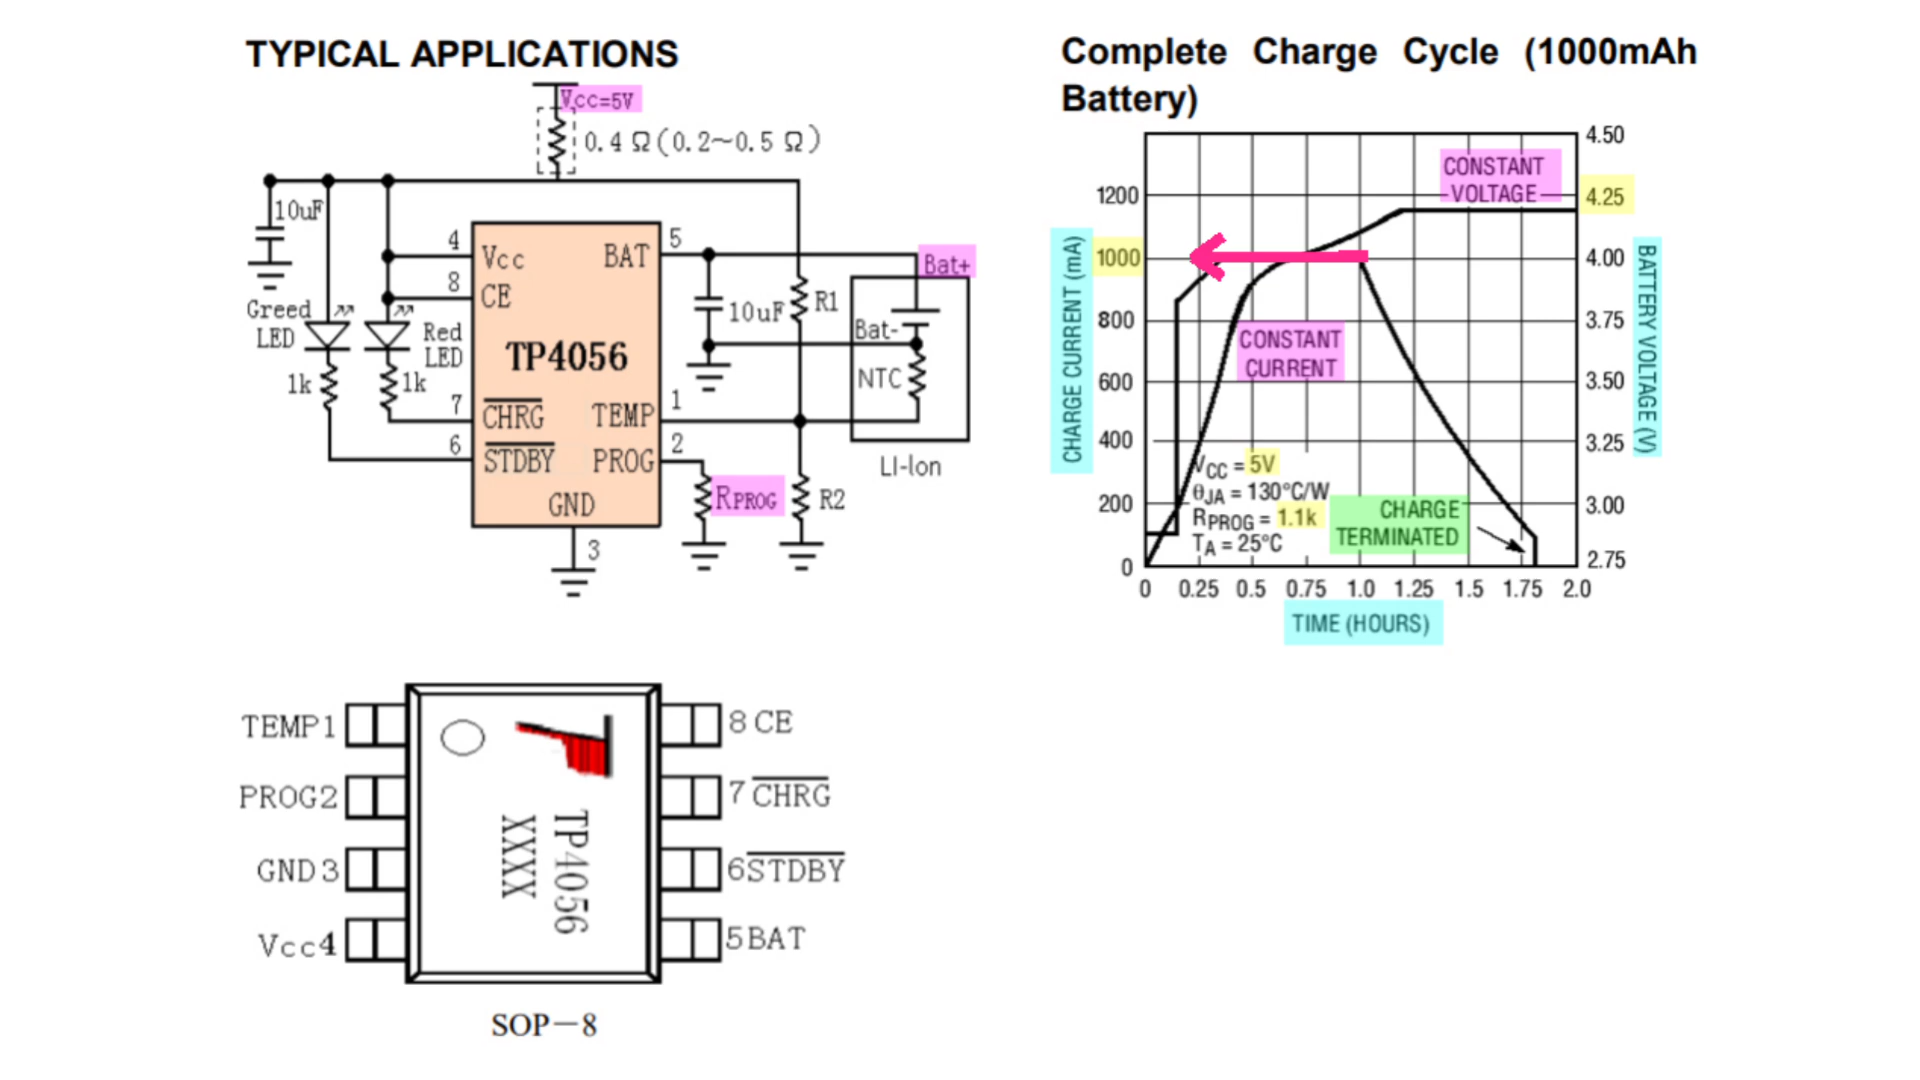 TYPICAL APPLICATIONS
Vcc=5V
0.4 Ω(0.2~0.5 Ω)
10uF
4
Vcc
BAT
5
8
CE
Bat+
Greed
LED
Red
LED
10uF
R1
Bat-
TP4056
1k
1k
NTC
7
CHRG
TEMP
1
6
STDBY
PROG
2
LI-Ion
GND
RPROG
R2
3
Complete Charge Cycle (1000mAh
Battery)
CHARGE CURRENT (mA)
1200
1000
800
600
400
200
0
CONSTANT
VOLTAGE
CONSTANT
CURRENT
VCC = 5V
θJA = 130°C/W
RPROG = 1.1k
TA = 25°C
CHARGE
TERMINATED
4.50
4.25
4.00
3.75
3.50
3.25
3.00
2.75
BATTERY VOLTAGE (V)
0 0.25 0.5 0.75 1.0 1.25 1.5 1.75 2.0
TIME (HOURS)
TEMP1
PROG2
GND3
Vcc4
TP4056
XXXX
8CE
7CHRG
6STDBY
5BAT
SOP-8